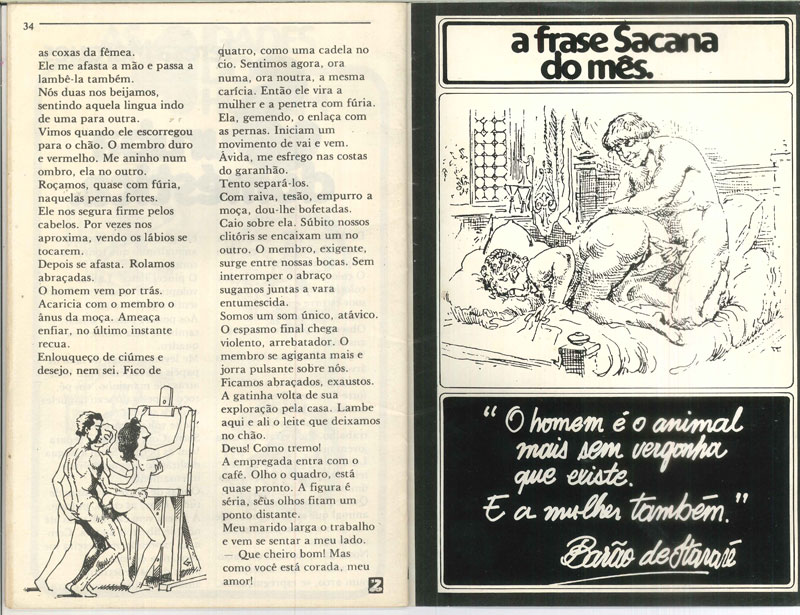 34
as coxas da fêmea.
Ele me afasta a mão e passa a
lambê-la também.
Nós duas nos beijamos,
sentindo aquela lingua indo
de uma para outra.
Vimos quando ele escorregou
para o chão. O membro duro
e vermelho. Me aninho num
ombro, ela no outro.
Roçamos, quase com fúria,
naquelas pernas fortes.
Ele nos segura firme pelos
cabelos. Por vezes nos
aproxima, vendo os lábios se
tocarem.
Depois se afasta. Rolamos
abraçadas.
O homem vem por trás.
Acaricia com o membro o
ânus da moça. Ameaça
enfiar, no último instante
recua.
Enlouqueço de ciúmes e
desejo, nem sei. Fico de
quatro, como uma cadela no
cio. Sentimos agora, ora
numa, ora noutra, a mesma
carícia. Então ele vira a
mulher e a penetra com fúria.
Ela, gemendo, o enlaça com
as pernas. Iniciam um
movimento de vai e vem.
Àvida, me esfrego nas costas
do garanhão.
Tento separá-los.
Com raiva, tesão, empurro a
moça, dou-lhe bofetadas.
Caio sobre ela. Súbito nossos
clitóris se encaixam um no
outro. O membro, exigente,
surge entre nossas bocas. Sem
interromper o abraço
sugamos juntas a vara
entumescida.
Somos um som único, atávico.
O espasmo final chega
violento, arrebatador. O
membro se agiganta mais e
jorra pulsante sobre nós.
Ficamos abraçados, exaustos.
A gatinha volta de sua
exploração pela casa. Lambe
aqui e ali o leite que deixamos
no chão.
Deus! Como tremo!
A empregada entra com o
café. Olho o quadro, está
quase pronto. A figura é
séria, seus olhos fitam um
ponto distante.
Meu marido larga o trabalho
e vem se sentar a meu lado.
— Que cheiro bom! Mas
como você está corada, meu
amor!
a frase Sacana
do mês.
"O homem é o animal
mais sem vergonha
que existe.
E a mulher também."
Barão de Itararé